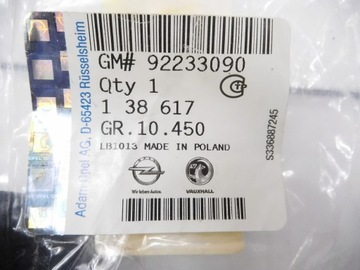 GM# 92233090
Qty 1
1 38 617
GR.10.450
LB1013 MADE IN POLAND
OPEL
Wir leben Autos.
VAUXHALL
Adam Opel AG, D-65423 Rüsselsheim
S336887245